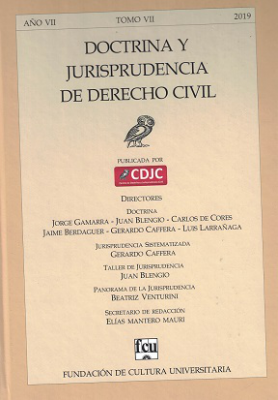 AÑO VII TOMO VII 2019
DOCTRINA Y
JURISPRUDENCIA
DE DERECHO CIVIL
PUBLICADA POR
CDJC
DIRECTORES
DOCTRINA
JORGE GAMARRA - JUAN BLENGIO - CARLOS DE CORES
JAIME BERDAGUER - GERARDO CAFFERA - LUIS LARRAÑAGA
JURISPRUDENCIA SISTEMATIZADA
GERARDO CAFFERA
TALLER DE JURISPRUDENCIA
JUAN BLENGIO
PANORAMA DE LA JURISPRUDENCIA
BEATRIZ VENTURINI
SECRETARIO DE REDACCIÓN
ELÍAS MANTERO MAURI
fcu
FUNDACIÓN DE CULTURA UNIVERSITARIA